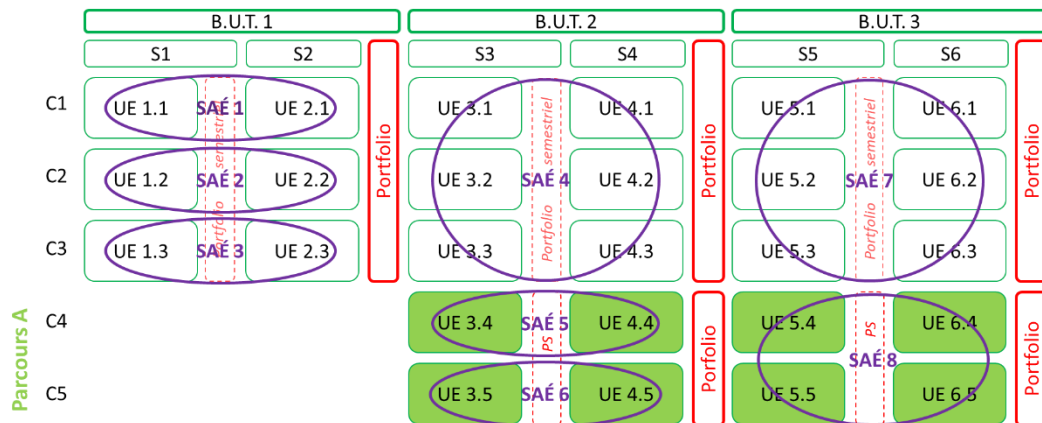 B.U.T. 1 B.U.T. 2 B.U.T. 3
S1 S2 S3 S4 S5 S6
C1 UE 1.1 SAÉ 1 UE 2.1 UE 3.1 UE 4.1 UE 5.1 UE 6.1
C2 UE 1.2 SAÉ 2 UE 2.2 UE 3.2 SAÉ 4 UE 4.2 UE 5.2 SAÉ 7 UE 6.2
C3 UE 1.3 SAÉ 3 UE 2.3 UE 3.3 UE 4.3 UE 5.3 UE 6.3
Portfolio semestriel
Portfolio
Portfolio semestriel
Portfolio
Portfolio semestriel
Portfolio
Parcours A
C4 UE 3.4 SAÉ 5 UE 4.4 UE 5.4 UE 6.4
SAÉ 8
C5 UE 3.5 SAÉ 6 UE 4.5 UE 5.5 UE 6.5
PS
Porfolio
PS
Porfolio